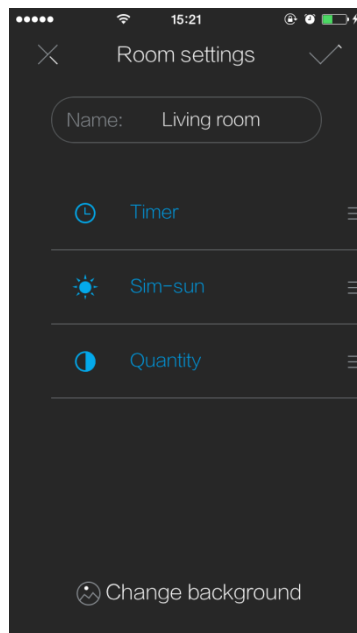 15:21
Room settings
Name: Living room
Timer
Sim-sun
Quantity
Change background